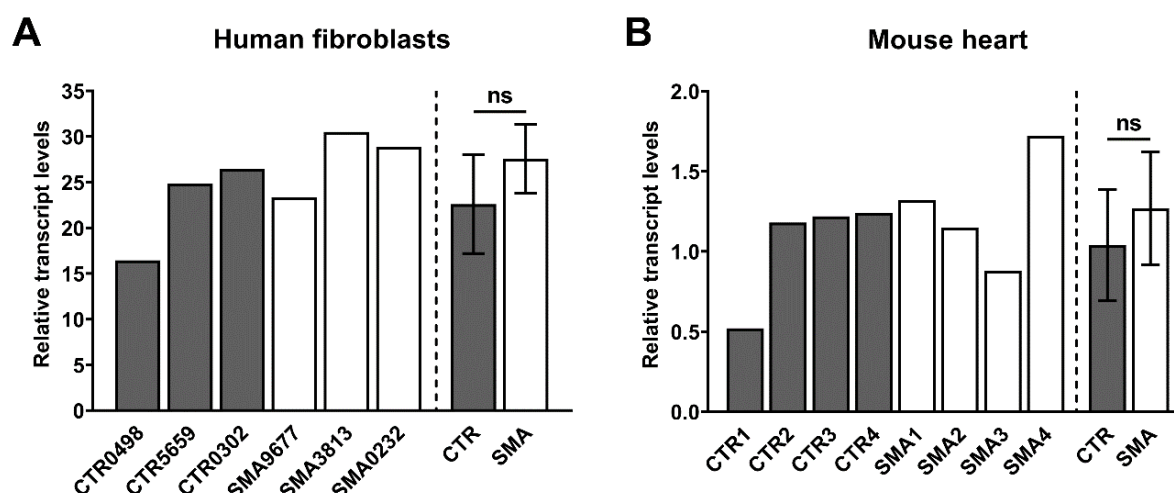 A
Human fibroblasts
Relative transcript levels
35
30
25
20
15
10
5
0
ns
CTR0498
CTR5659
CTR0302
SMA9677
SMA3813
SMA0232
CTR
SMA
B
Mouse heart
Relative transcript levels
2.0
1.5
1.0
0.5
0.0
ns
CTR1
CTR2
CTR3
CTR4
SMA1
SMA2
SMA3
SMA4
CTR
SMA